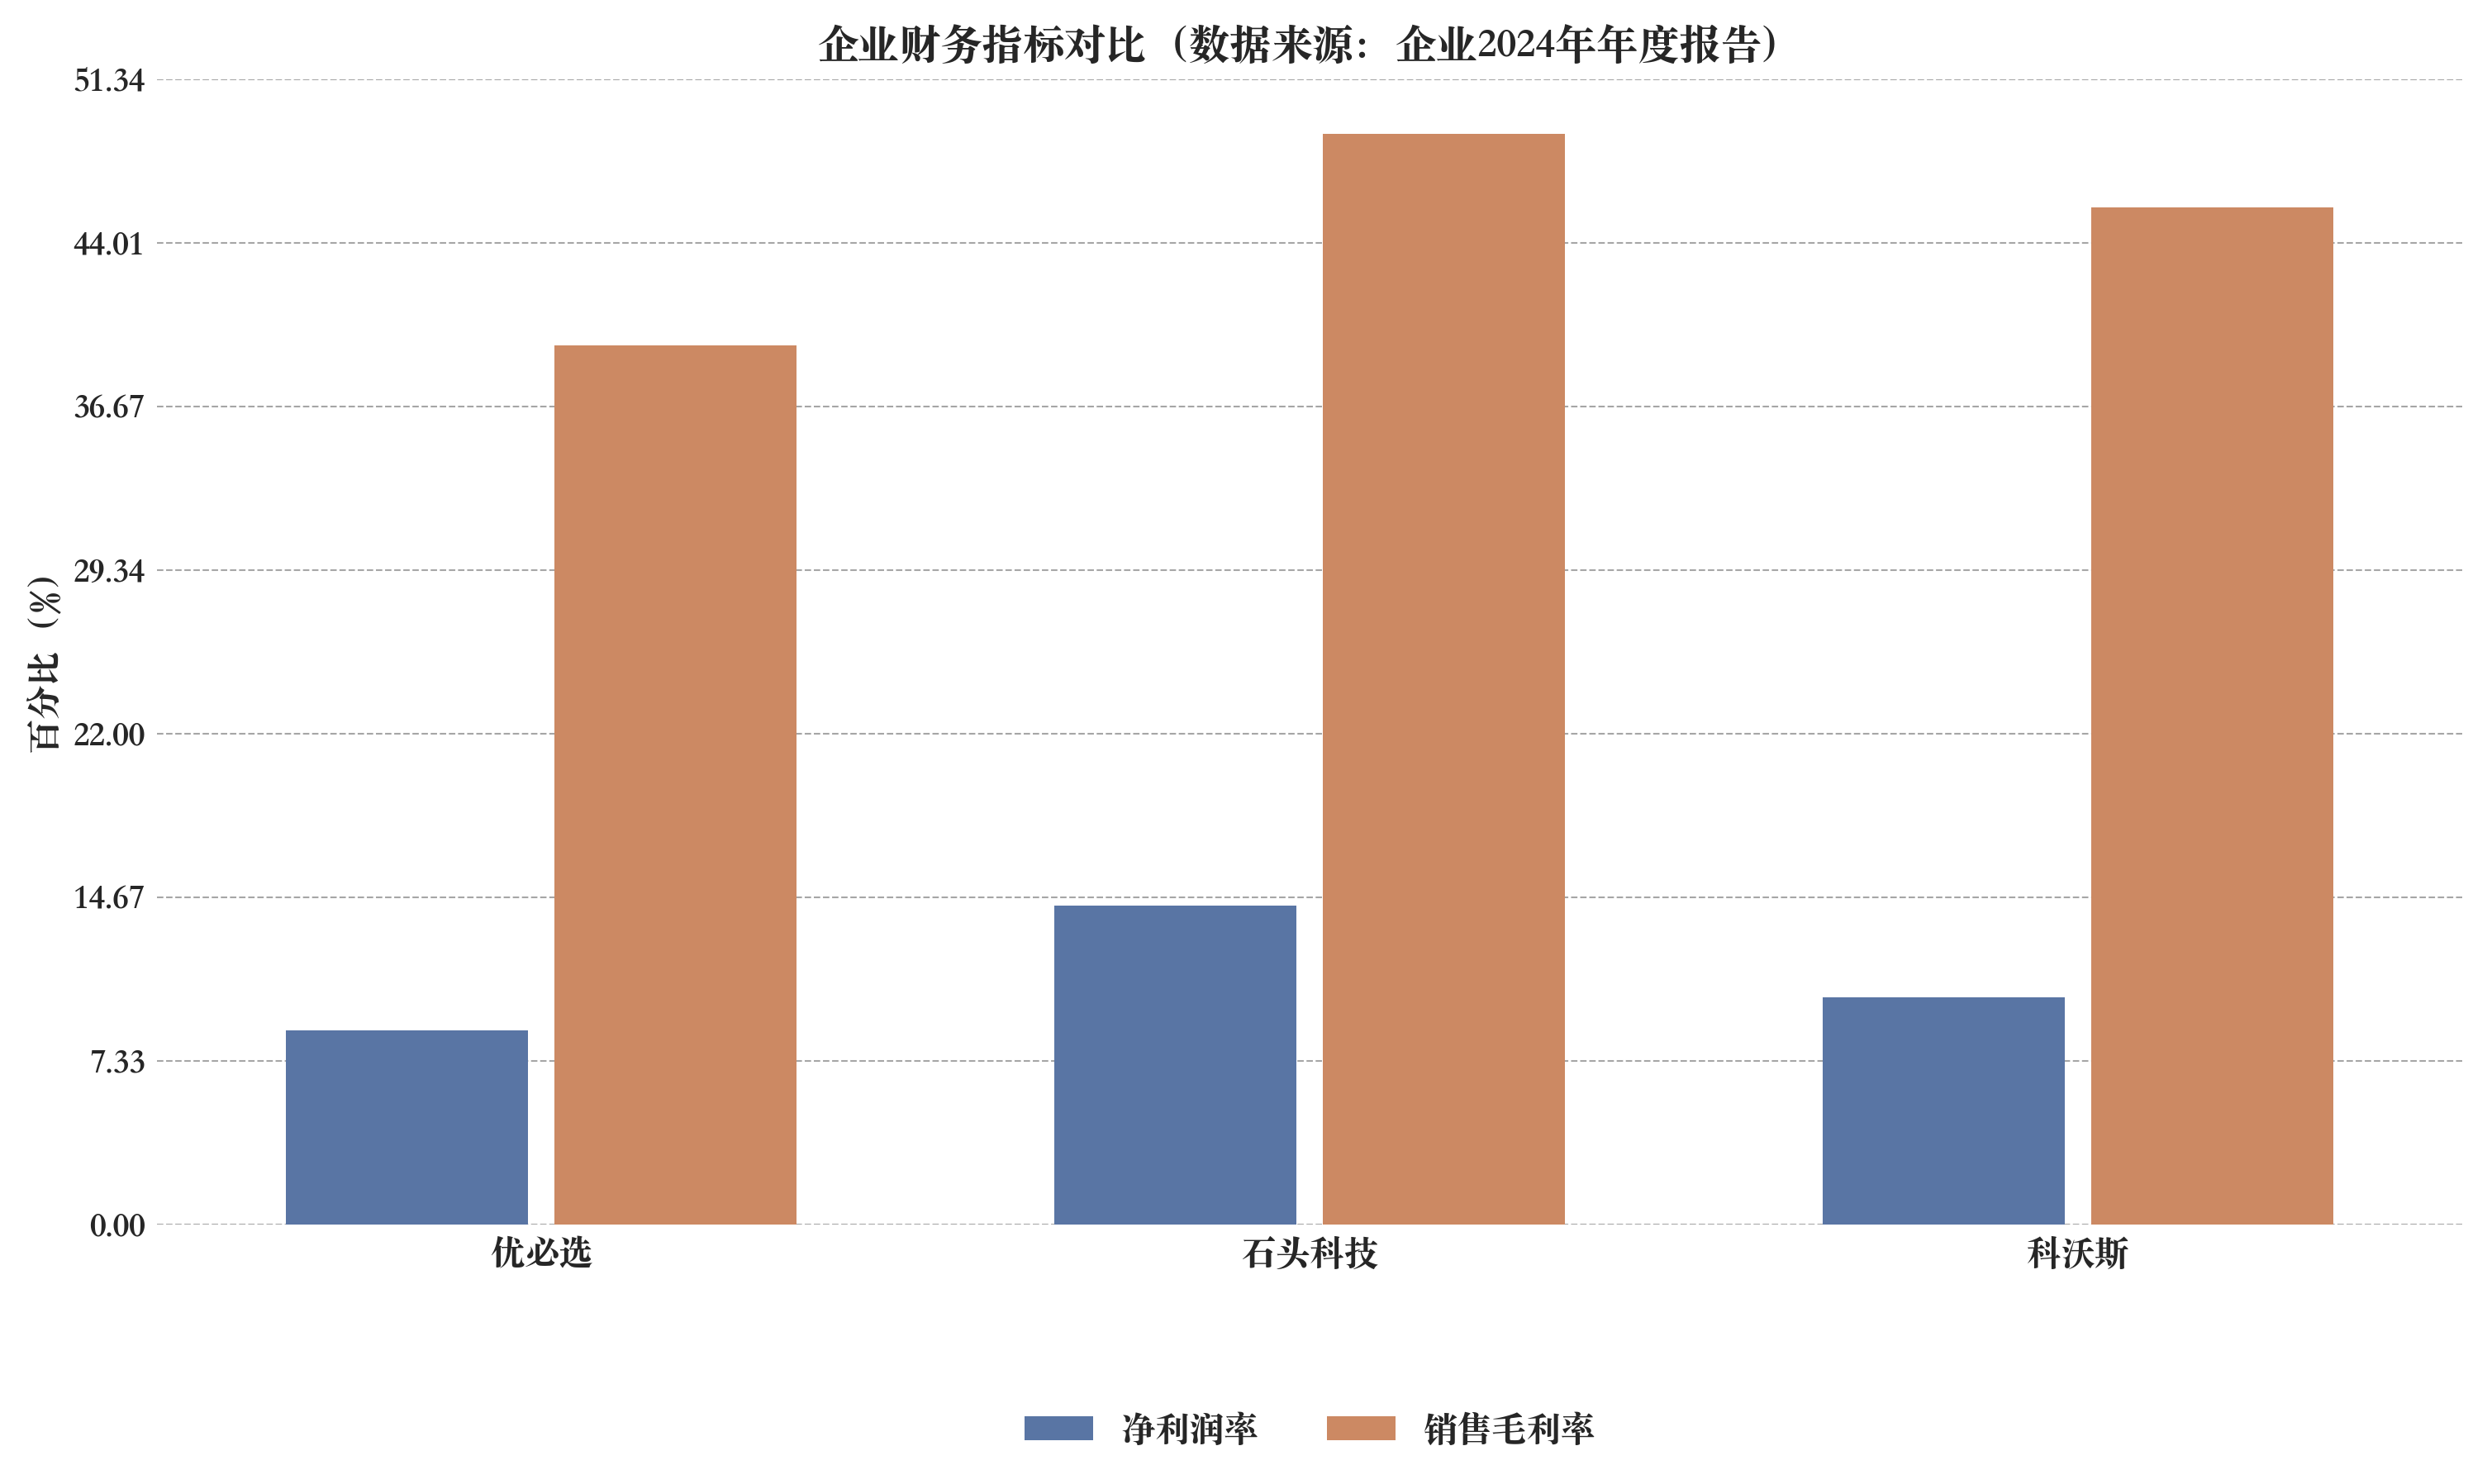 企业财务指标对比（数据来源：企业2024年年度报告）
百分比（%）
51.34
44.01
36.67
29.34
22.00
14.67
7.33
0.00
优必选
石头科技
科沃斯
净利润率
销售毛利率